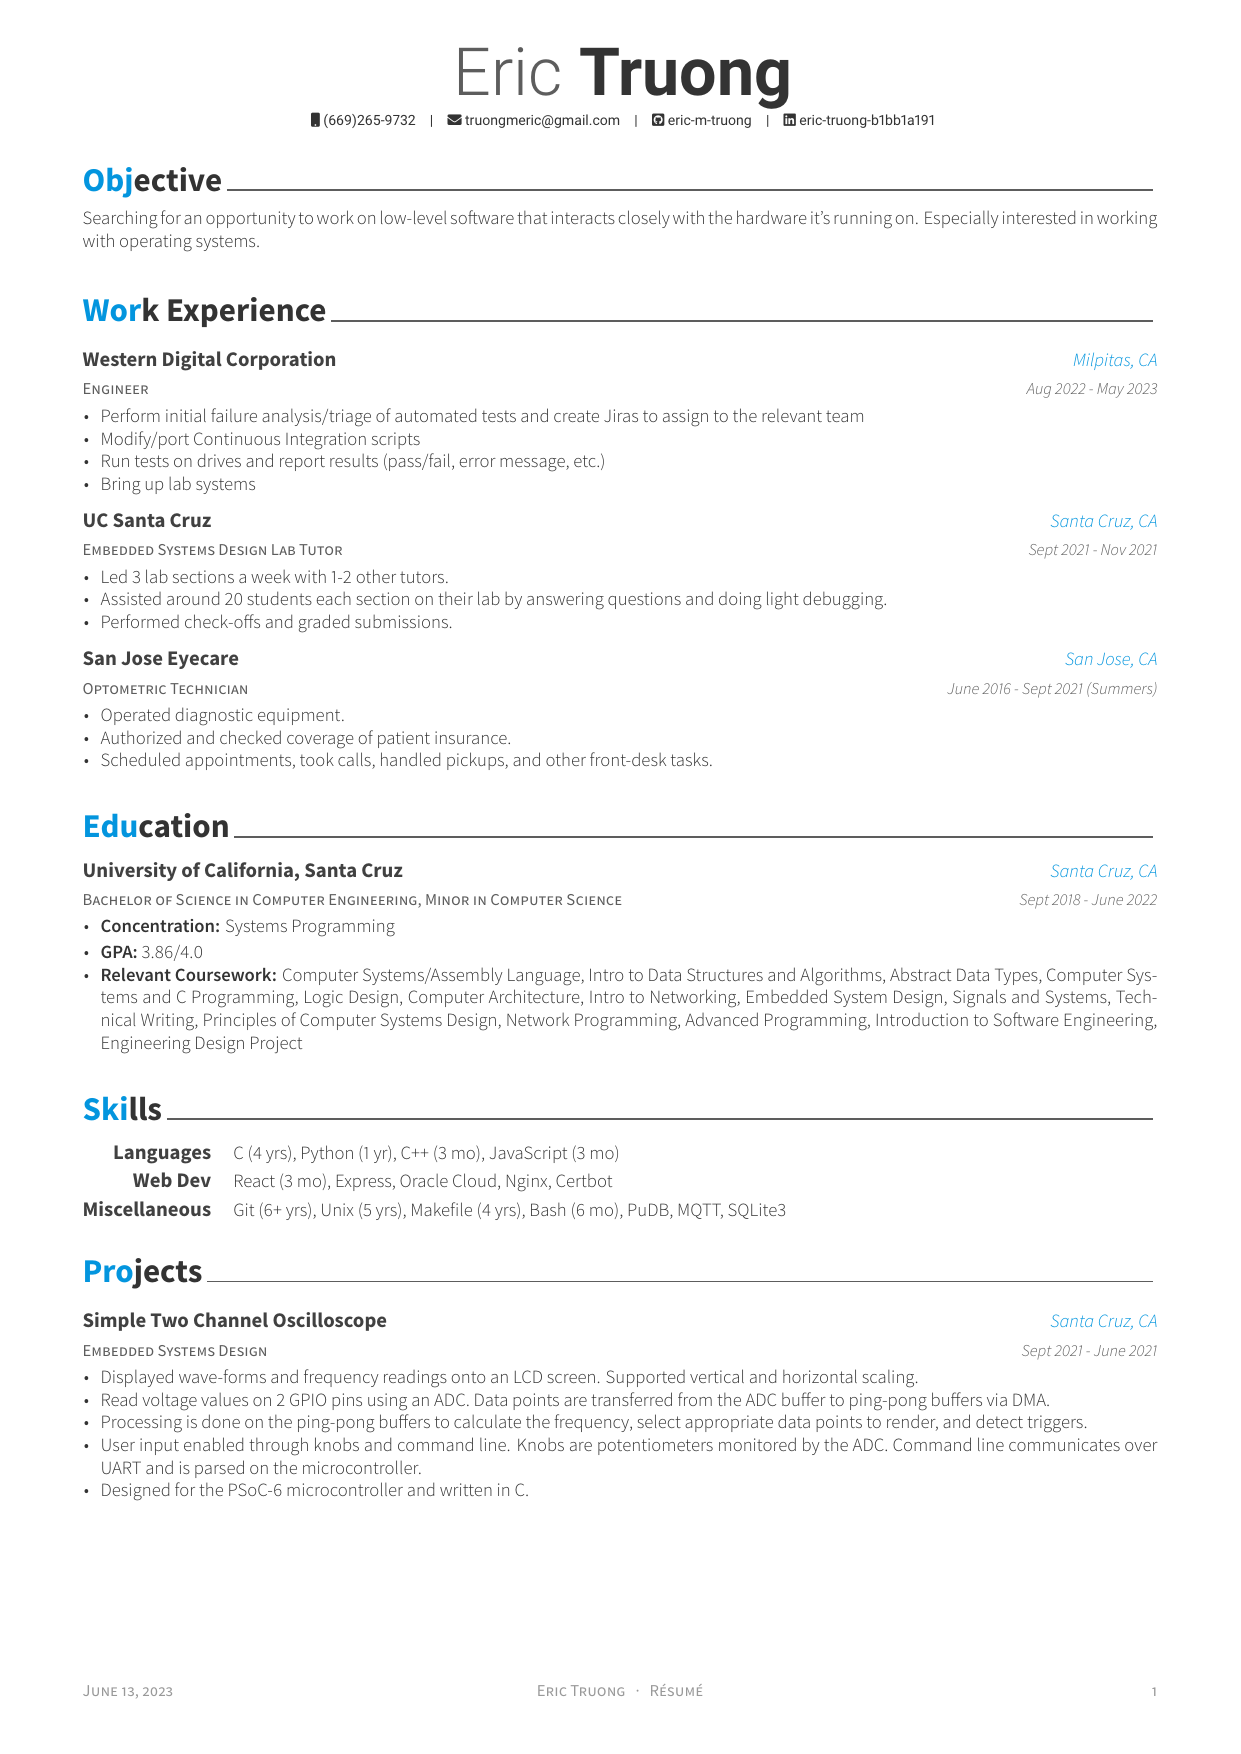 Eric Truong
(669)265-9732 | truongmeric@gmail.com | eric-m-truong | eric-truong-b1bb1a191
Objective
Searching for an opportunity to work on low-level software that interacts closely with the hardware it's running on. Especially interested in working
with operating systems.
Work Experience
Western Digital Corporation Milpitas, CA
Engineer Aug 2022 - May 2023
• Perform initial failure analysis/triage of automated tests and create Jiras to assign to the relevant team
• Modify/port Continuous Integration scripts
• Run tests on drives and report results (pass/fail, error message, etc.)
• Bring up lab systems
UC Santa Cruz Santa Cruz, CA
Embedded Systems Design Lab Tutor Sept 2021 - Nov 2021
• Led 3 lab sections a week with 1-2 other tutors.
• Assisted around 20 students each section on their lab by answering questions and doing light debugging.
• Performed check-offs and graded submissions.
San Jose Eyecare San Jose, CA
Optometric Technician June 2016 - Sept 2021 (Summers)
• Operated diagnostic equipment.
• Authorized and checked coverage of patient insurance.
• Scheduled appointments, took calls, handled pickups, and other front-desk tasks.
Education
University of California, Santa Cruz Santa Cruz, CA
Bachelor of Science in Computer Engineering, Minor in Computer Science Sept 2018 - June 2022
• Concentration: Systems Programming
• GPA: 3.86/4.0
• Relevant Coursework: Computer Systems/Assembly Language, Intro to Data Structures and Algorithms, Abstract Data Types, Computer Sys-
tems and C Programming, Logic Design, Computer Architecture, Intro to Networking, Embedded System Design, Signals and Systems, Tech-
nical Writing, Principles of Computer Systems Design, Network Programming, Advanced Programming, Introduction to Software Engineering,
Engineering Design Project
Skills
Languages C (4 yrs), Python (1 yr), C++ (3 mo), JavaScript (3 mo)
Web Dev React (3 mo), Express, Oracle Cloud, Nginx, Certbot
Miscellaneous Git (6+ yrs), Unix (5 yrs), Makefile (4 yrs), Bash (6 mo), PuDB, MQTT, SQLite3
Projects
Simple Two Channel Oscilloscope Santa Cruz, CA
Embedded Systems Design Sept 2021 - June 2021
• Displayed wave-forms and frequency readings onto an LCD screen. Supported vertical and horizontal scaling.
• Read voltage values on 2 GPIO pins using an ADC. Data points are transferred from the ADC buffer to ping-pong buffers via DMA.
• Processing is done on the ping-pong buffers to calculate the frequency, select appropriate data points to render, and detect triggers.
• User input enabled through knobs and command line. Knobs are potentiometers monitored by the ADC. Command line communicates over
UART and is parsed on the microcontroller.
• Designed for the PSoC-6 microcontroller and written in C.
June 13, 2023 Eric Truong · Résumé 1